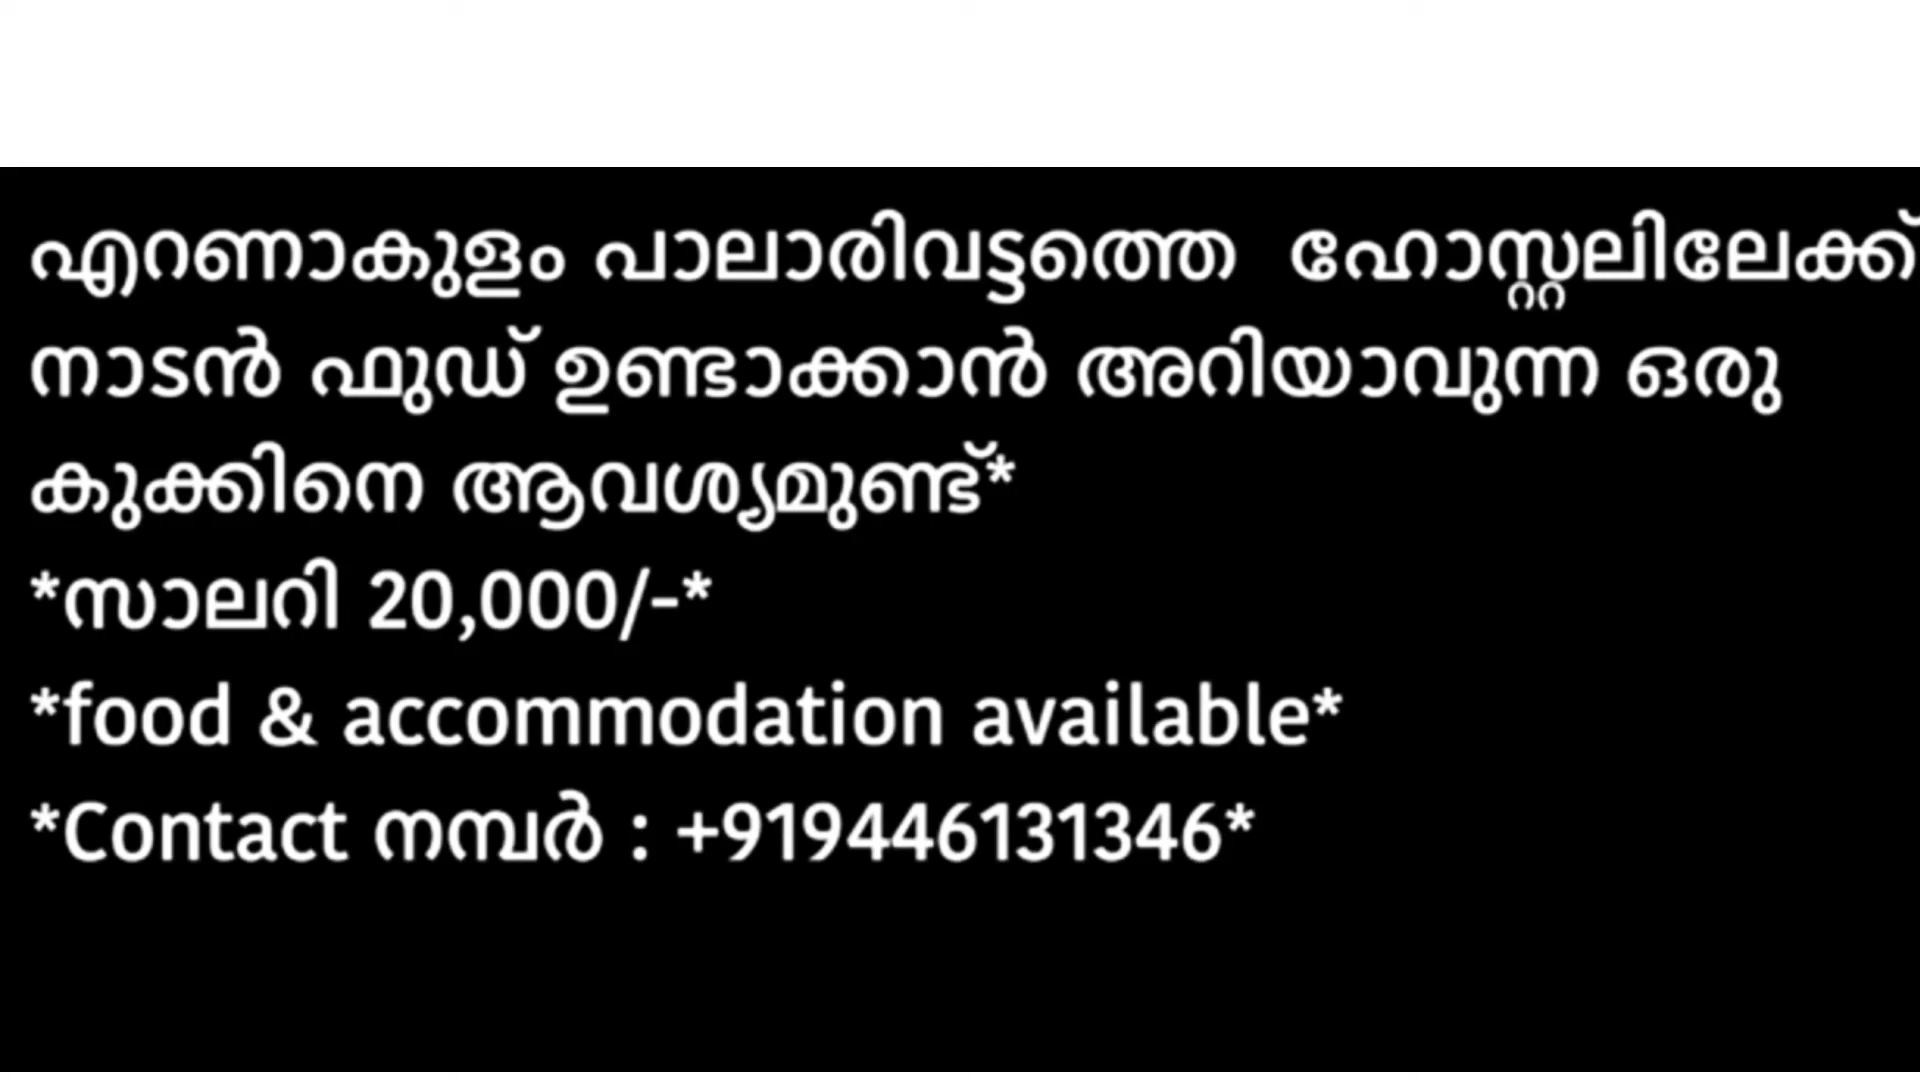 എറണാകുളം പാലാരിവട്ടത്തെ ഹോസ്റ്റലിലേക്ക്
നാടൻ ഫുഡ് ഉണ്ടാക്കാൻ അറിയാവുന്ന ഒരു
കുക്കിനെ ആവശ്യമുണ്ട്*
*സാലറി 20,000/-*
*food & accommodation available*
*Contact നമ്പർ : +919446131346*